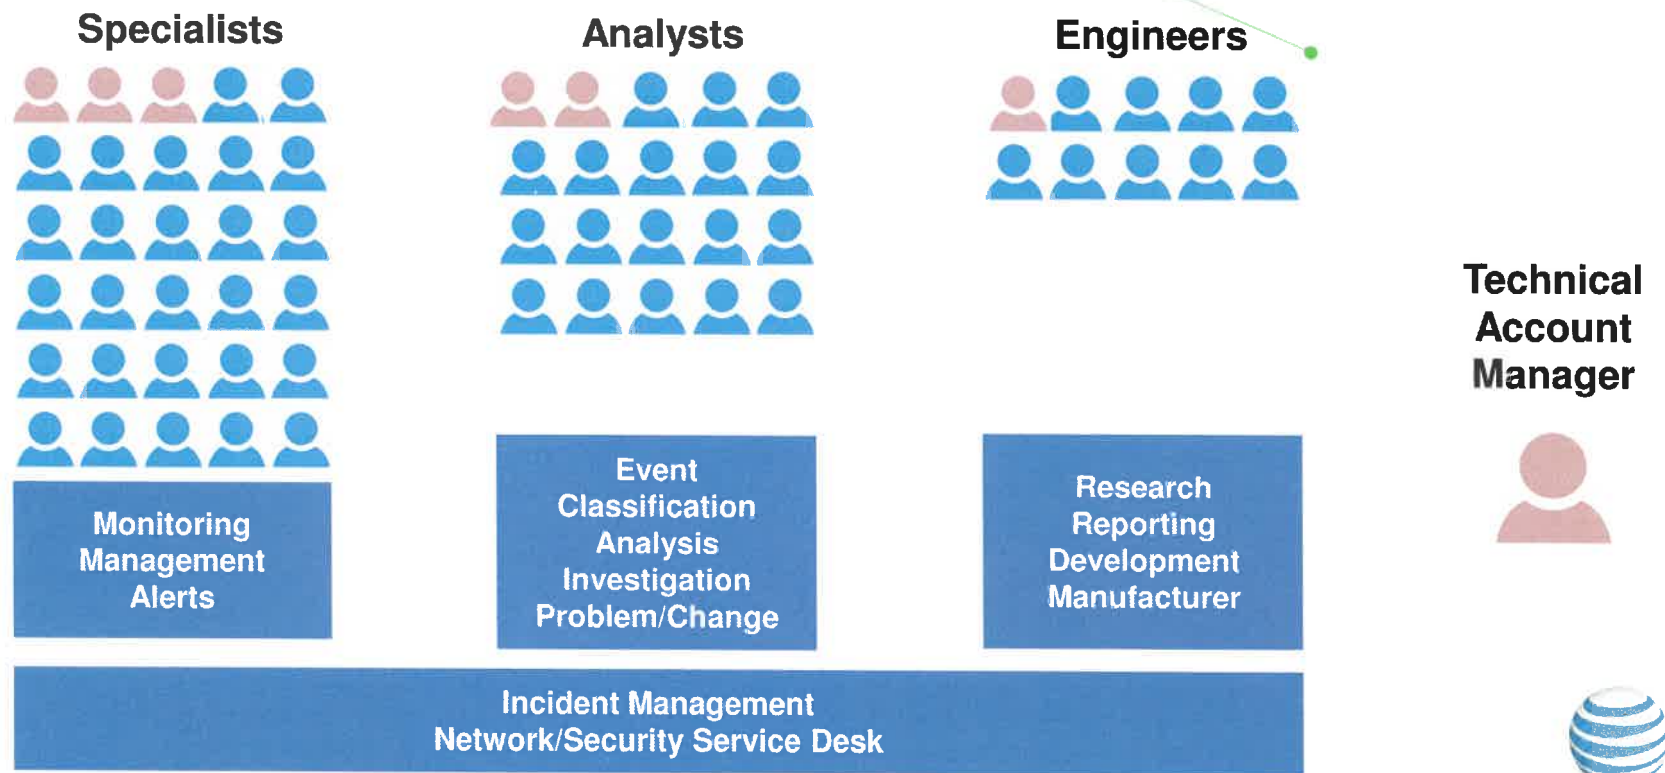 Specialists
Analysts
Engineers
Technical
Account
Manager
Monitoring
Management
Alerts
Event
Classification
Analysis
Investigation
Problem/Change
Research
Reporting
Development
Manufacturer
Incident Management
Network/Security Service Desk